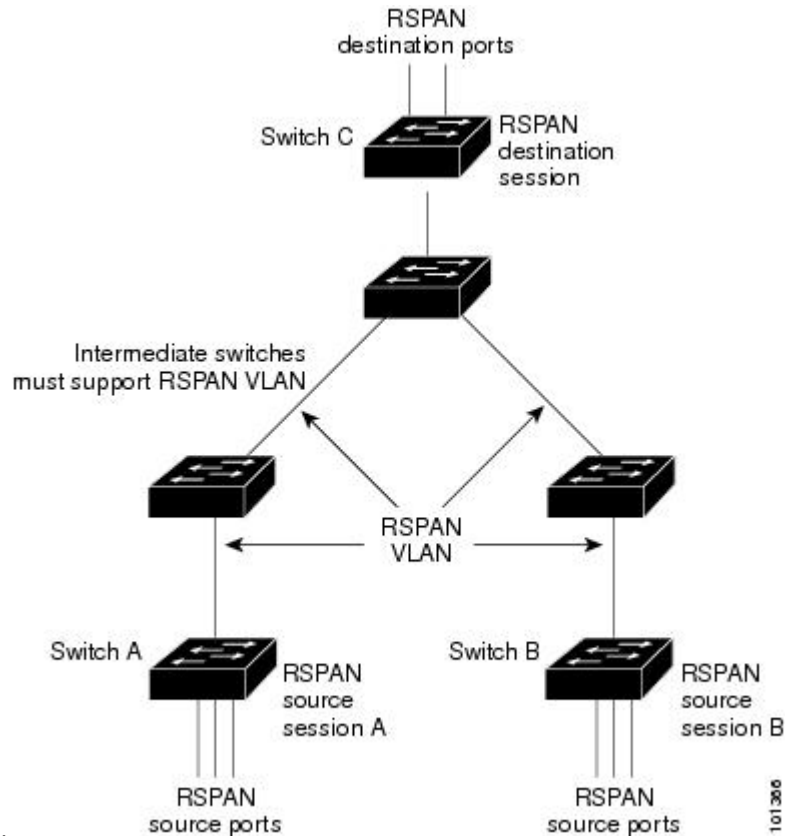 RSPAN
destination ports
Switch C
RSPAN
destination
session
Intermediate switches
must support RSPAN VLAN
RSPAN
VLAN
Switch A
RSPAN
source
session A
Switch B
RSPAN
source
session B
RSPAN
source ports
RSPAN
source ports
101366